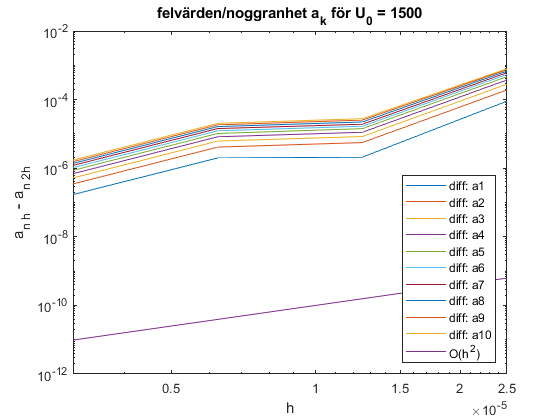 felvärden/noggranhet a_k för U_0 = 1500
a_{n h} - a_{n 2h}
10^{-2}
10^{-4}
10^{-6}
10^{-8}
10^{-10}
10^{-12}
diff: a1
diff: a2
diff: a3
diff: a4
diff: a5
diff: a6
diff: a7
diff: a8
diff: a9
diff: a10
O(h^2)
0.5 1 1.5 2 2.5
h
×10^{-5}